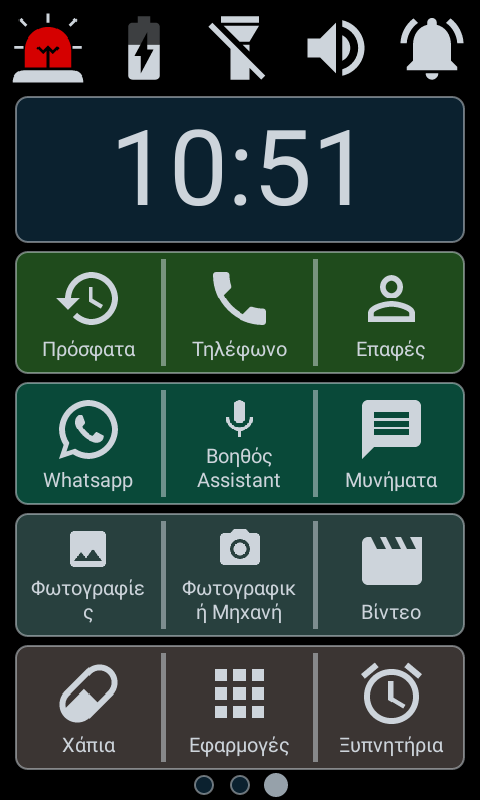 10:51
Πρόσφατα
Τηλέφωνο
Επαφές
Whatsapp
Βοηθός
Assistant
Μυνήματα
Φωτογραφίε
ς
Φωτογραφικ
ή Μηχανή
Βίντεο
Χάπια
Εφαρμογές
Ξυπνητήρια